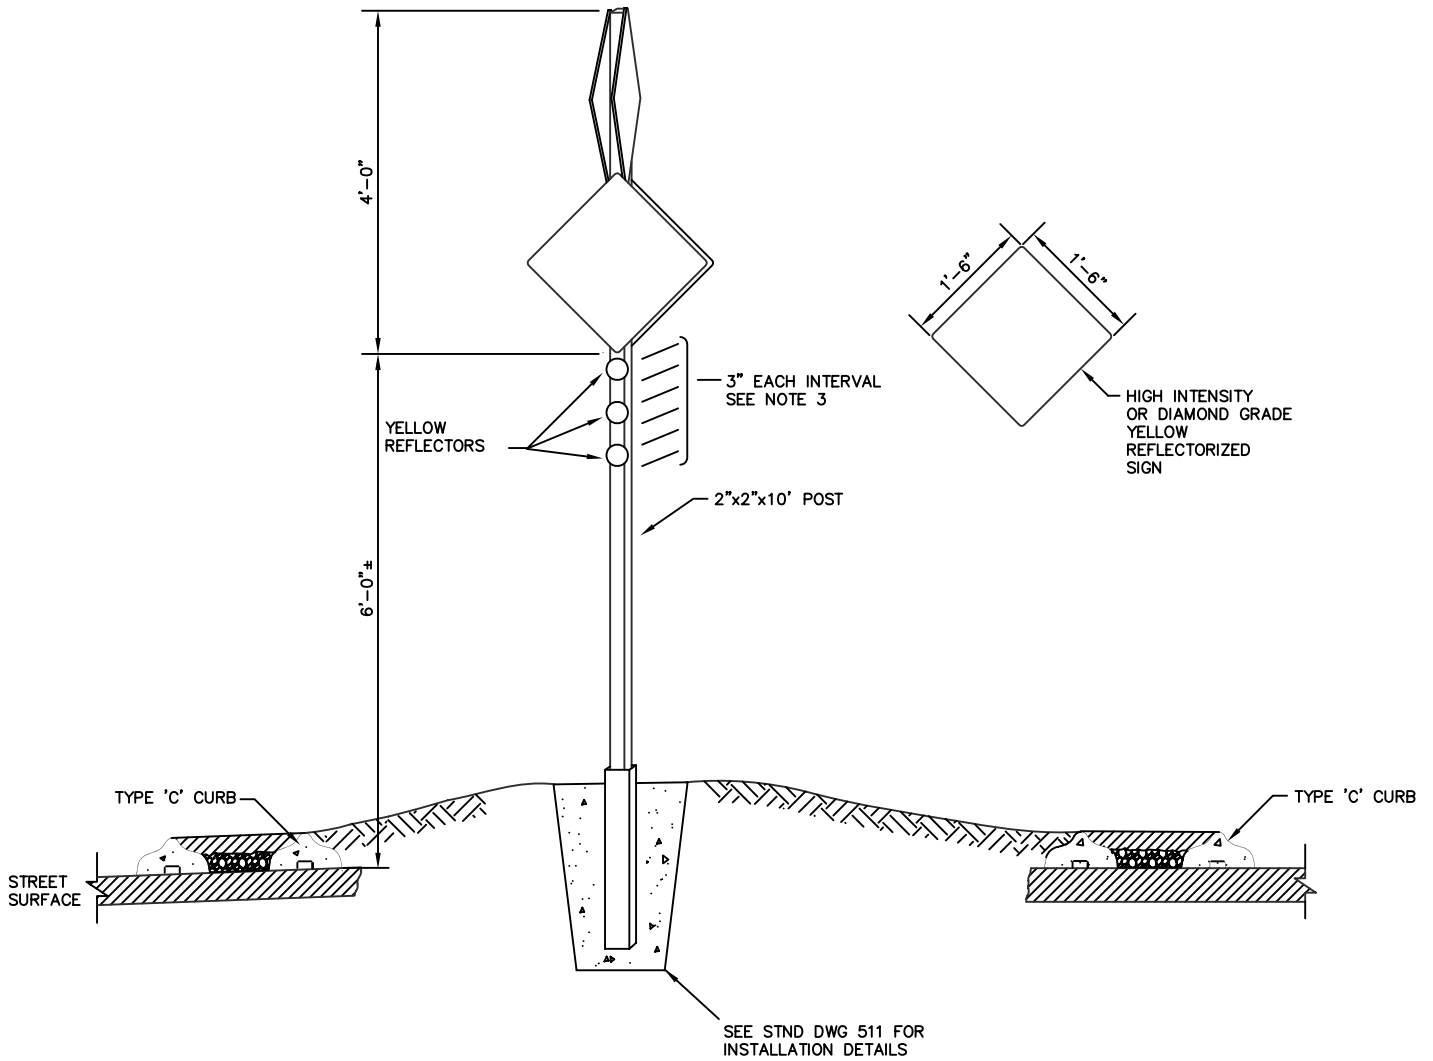 4'-0"
1'-6"
1'-6"
3" EACH INTERVAL
SEE NOTE 3
HIGH INTENSITY
OR DIAMOND GRADE
YELLOW
REFLECTORIZED
SIGN
YELLOW
REFLECTORS
2"x2"x10' POST
6'-0"±
TYPE 'C' CURB
TYPE 'C' CURB
STREET
SURFACE
SEE STND DWG 511 FOR
INSTALLATION DETAILS